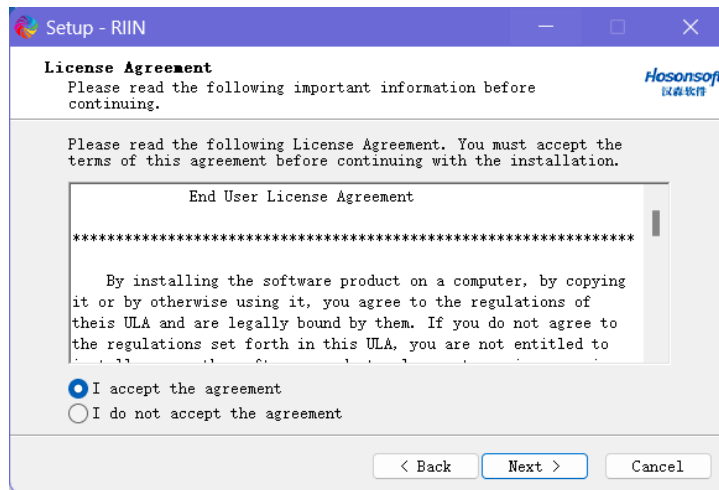 Setup - RIIN
License Agreement
Please read the following important information before
continuing.
Hosonsoft
汉森软件
Please read the following License Agreement. You must accept the
terms of this agreement before continuing with the installation.
End User License Agreement
*****************************************************************
By installing the software product on a computer, by copying
it or by otherwise using it, you agree to the regulations of
theis ULA and are legally bound by them. If you do not agree to
the regulations set forth in this ULA, you are not entitled to
I accept the agreement
I do not accept the agreement
< Back
Next >
Cancel